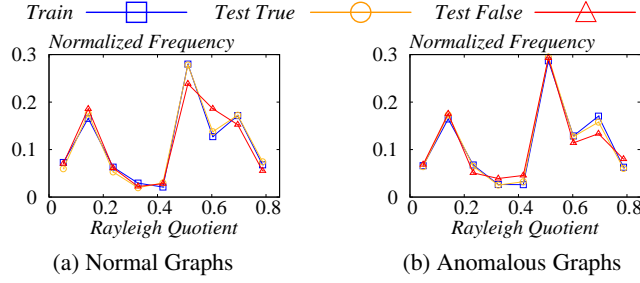 Train Test True Test False
Normalized Frequency Normalized Frequency
0.3 0.3
0.2 0.2
0.1 0.1
0 0
0 0.2 0.4 0.6 0.8 0 0.2 0.4 0.6 0.8
Rayleigh Quotient Rayleigh Quotient
(a) Normal Graphs (b) Anomalous Graphs